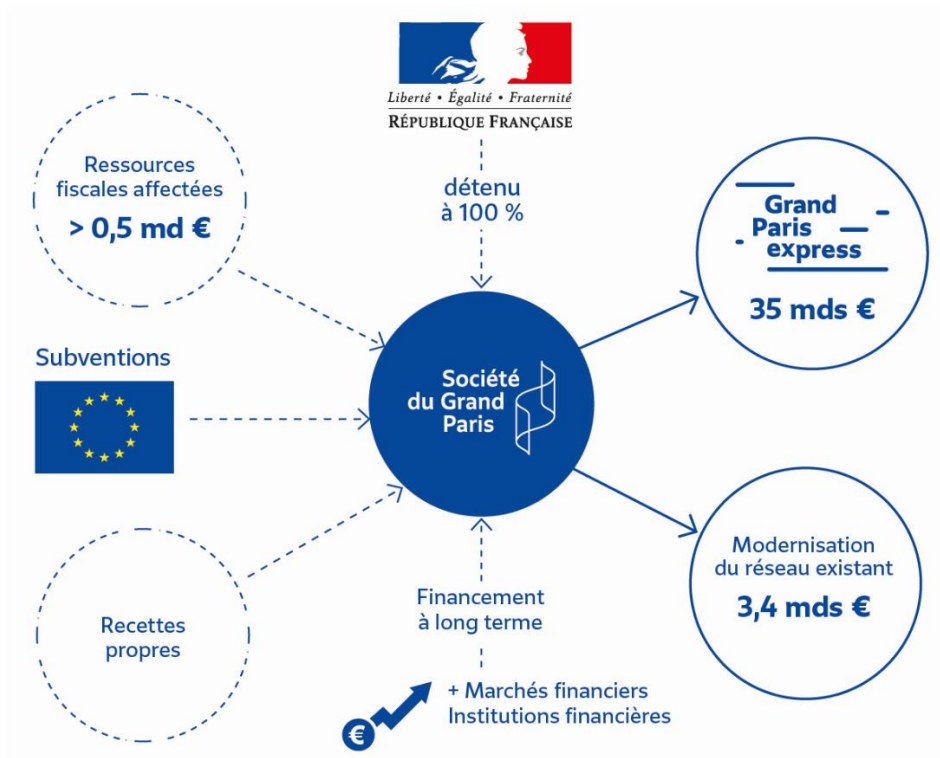 Liberté • Égalité • Fraternité
RÉPUBLIQUE FRANÇAISE
Ressources
fiscales affectées
> 0,5 md €
détenu
à 100 %
Grand
Paris
express
35 mds €
Subventions
Société
du Grand
Paris
Recettes
propres
Financement
à long terme
€
+ Marchés financiers
Institutions financières
Modernisation
du réseau existant
3,4 mds €